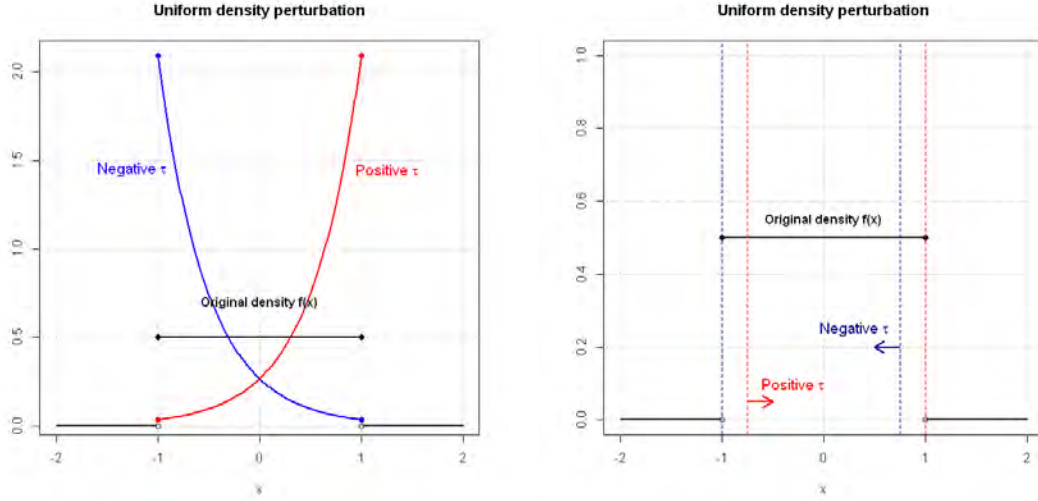 Uniform density perturbation
2.0
1.5
1.0
0.5
0.0
Negative τ
Positive τ
Original density f(x)
-2 -1 0 1 2
x
Uniform density perturbation
1.0
0.8
0.6
0.4
0.2
0.0
Original density f(x)
Negative τ
Positive τ
-2 -1 0 1 2
x